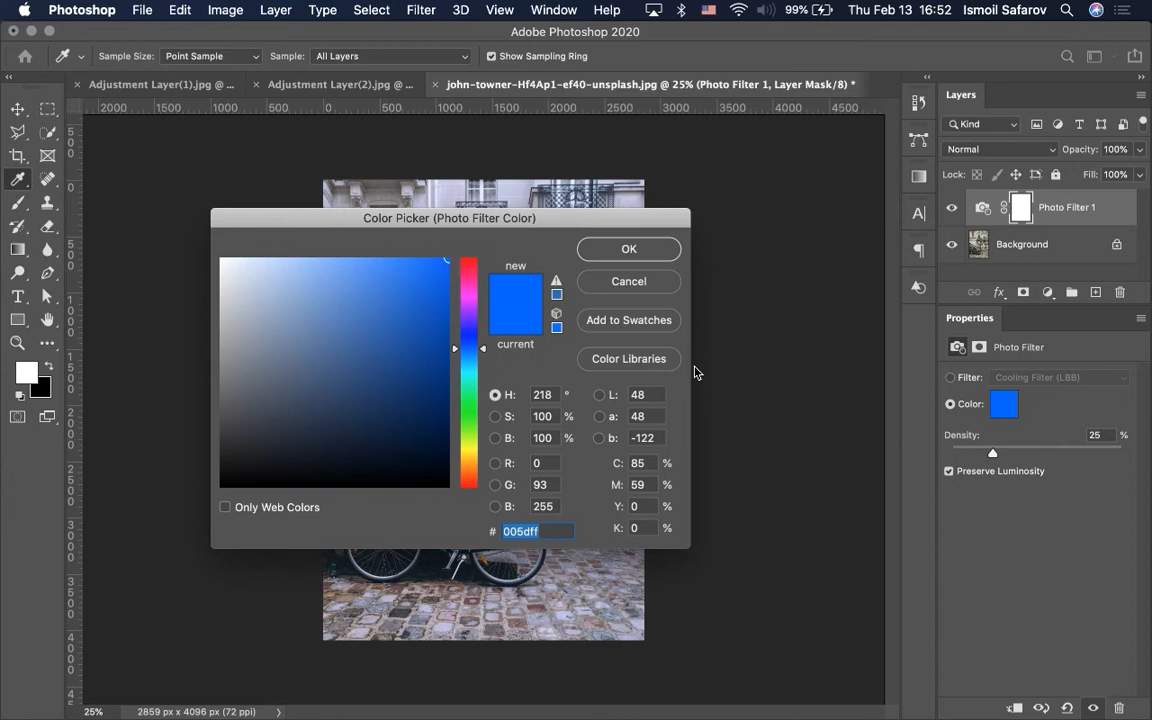 Photoshop File Edit Image Layer Type Select Filter 3D View Window Help 99% Thu Feb 13 16:52 Ismoil Safarov
Adobe Photoshop 2020
Sample Size: Point Sample Sample: All Layers Show Sampling Ring
Adjustment Layer(1).jpg @ ... Adjustment Layer(2).jpg @ ... john-towner-Hf4Ap1-ef40-unsplash.jpg @ 25% (Photo Filter 1, Layer Mask/8) *
2000 1500 1000 500 0 500 1000 1500 2000 2500 3000 3500 4000 4500
Layers
Kind
Normal Opacity: 100%
Lock: Fill: 100%
Photo Filter 1
Background
fx
Properties
Photo Filter
Filter: Cooling Filter (LBB)
Color:
Density: 25 %
Preserve Luminosity
Color Picker (Photo Filter Color)
new
current
OK
Cancel
Add to Swatches
Color Libraries
H: 218 ° L: 48
S: 100 % a: 48
B: 100 % b: -122
R: 0 C: 85 %
G: 93 M: 59 %
B: 255 Y: 0 %
# 005dff K: 0 %
Only Web Colors
25% 2859 px x 4096 px (72 ppi)